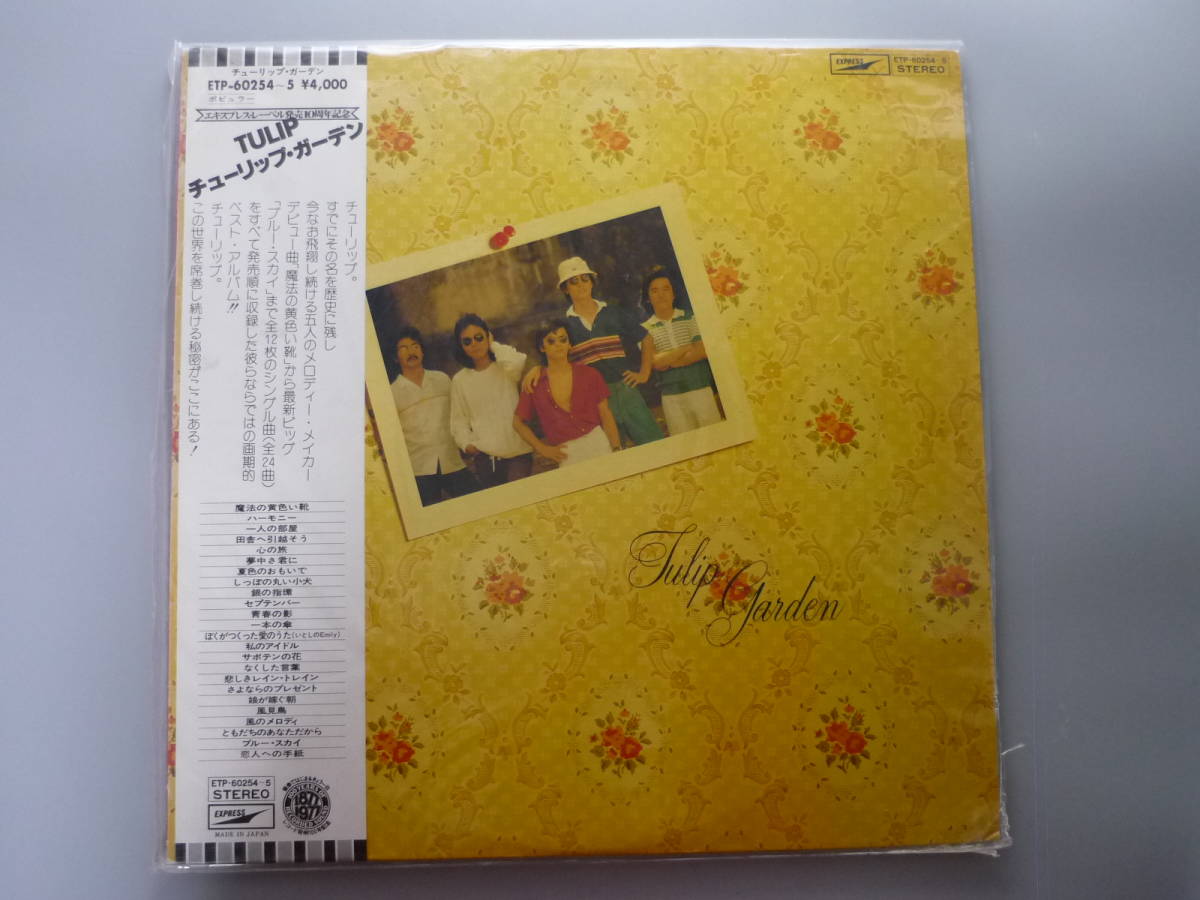 チューリップ・ガーデン
ETP-60254~5 ¥4,000
ポピュラー
エキスプレス・レーベル発売10周年記念
TULIP
チューリップ・ガーデン
チューリップ。
すでにその名を歴史に残し
今なお飛翔し続ける五人のメロディー・メイカー
デビュー曲「魔法の黄色い靴」から最新ビッグ
「ブルー・スカイ」まで全12枚のシングル曲(全24曲)
をすべて発売順に収録した彼らならではの画期的
ベスト・アルバム!!
チューリップ。
この世界を席巻し続ける秘密がここにある!
魔法の黄色い靴
ハーモニー
一人の部屋
田舎へ引越そう
心の旅
夢中さ君に
夏色のおもいで
しっぽの丸い小犬
銀の指環
セプテンバー
青春の影
一本の傘
ぼくがつくった愛のうた(いとしのEmily)
私のアイドル
サボテンの花
なくした言葉
悲しきレイン・トレイン
さよならのプレゼント
娘が嫁ぐ朝
風見鳥
風のメロディ
ともだちのあなただから
ブルー・スカイ
恋人への手紙
ETP-60254~5
STEREO
EXPRESS
MADE IN JAPAN
1877
1977
EXPRESS
ETP-60254~5
STEREO
Tulip
Garden